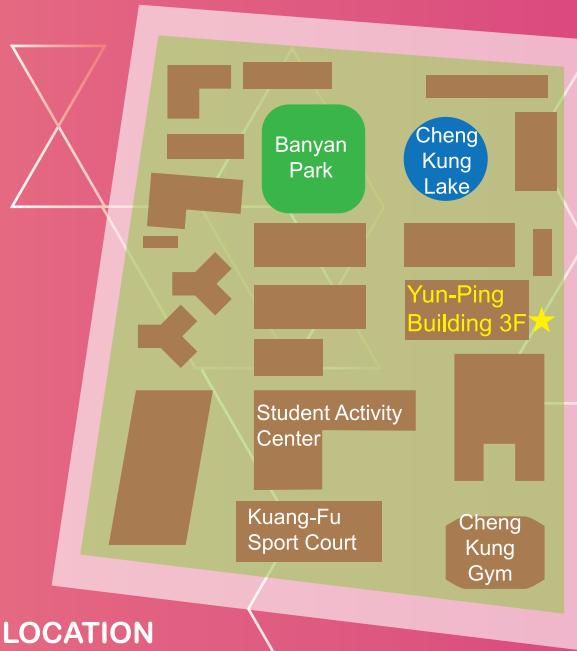 Banyan
Park
Cheng
Kung
Lake
Yun-Ping
Building 3F
Student Activity
Center
Kuang-Fu
Sport Court
Cheng
Kung
Gym
LOCATION